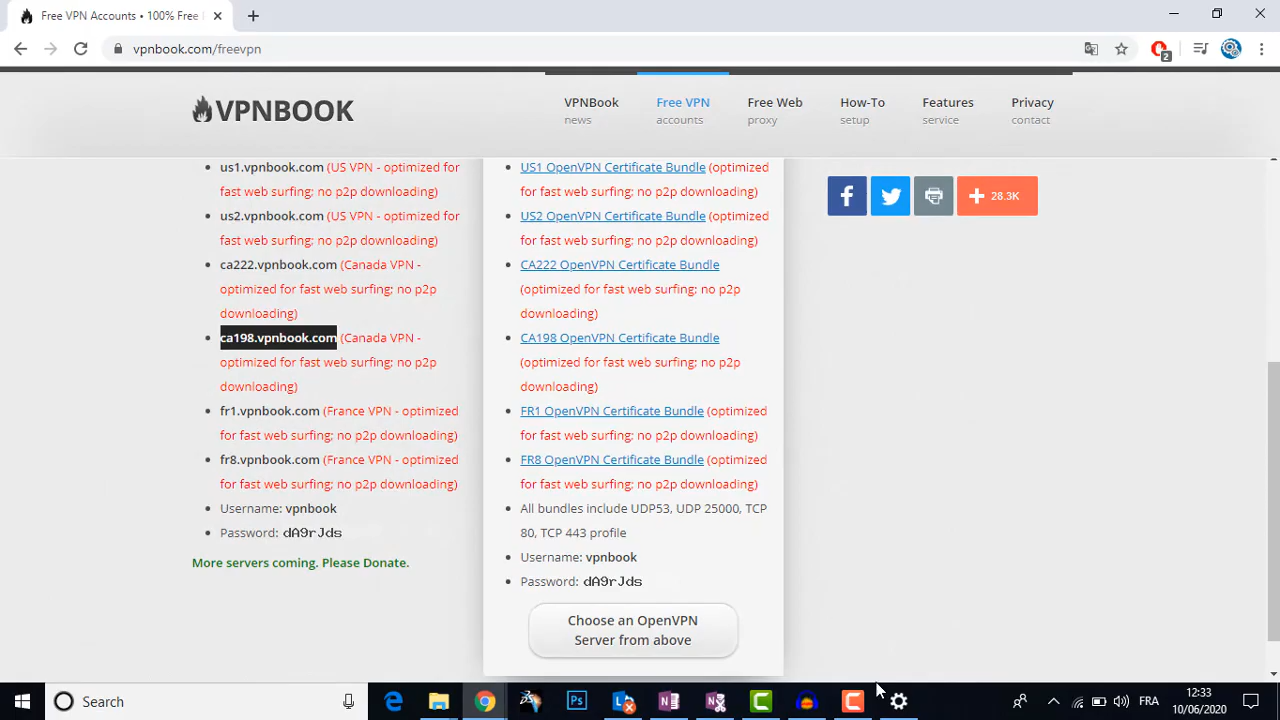 Free VPN Accounts • 100% Free
vpnbook.com/freevpn
2
VPNBOOK
VPNBook
news
Free VPN
accounts
Free Web
proxy
How-To
setup
Features
service
Privacy
contact
us1.vpnbook.com (US VPN - optimized for
fast web surfing; no p2p downloading)
us2.vpnbook.com (US VPN - optimized for
fast web surfing; no p2p downloading)
ca222.vpnbook.com (Canada VPN -
optimized for fast web surfing; no p2p
downloading)
ca198.vpnbook.com (Canada VPN -
optimized for fast web surfing; no p2p
downloading)
fr1.vpnbook.com (France VPN - optimized
for fast web surfing; no p2p downloading)
fr8.vpnbook.com (France VPN - optimized
for fast web surfing; no p2p downloading)
Username: vpnbook
Password: dA9rJds
More servers coming. Please Donate.
US1 OpenVPN Certificate Bundle (optimized
for fast web surfing; no p2p downloading)
US2 OpenVPN Certificate Bundle (optimized
for fast web surfing; no p2p downloading)
CA222 OpenVPN Certificate Bundle
(optimized for fast web surfing; no p2p
downloading)
CA198 OpenVPN Certificate Bundle
(optimized for fast web surfing; no p2p
downloading)
FR1 OpenVPN Certificate Bundle (optimized
for fast web surfing; no p2p downloading)
FR8 OpenVPN Certificate Bundle (optimized
for fast web surfing; no p2p downloading)
All bundles include UDP53, UDP 25000, TCP
80, TCP 443 profile
Username: vpnbook
Password: dA9rJds
Choose an OpenVPN
Server from above
28.3K
Search
FRA
12:33
10/06/2020